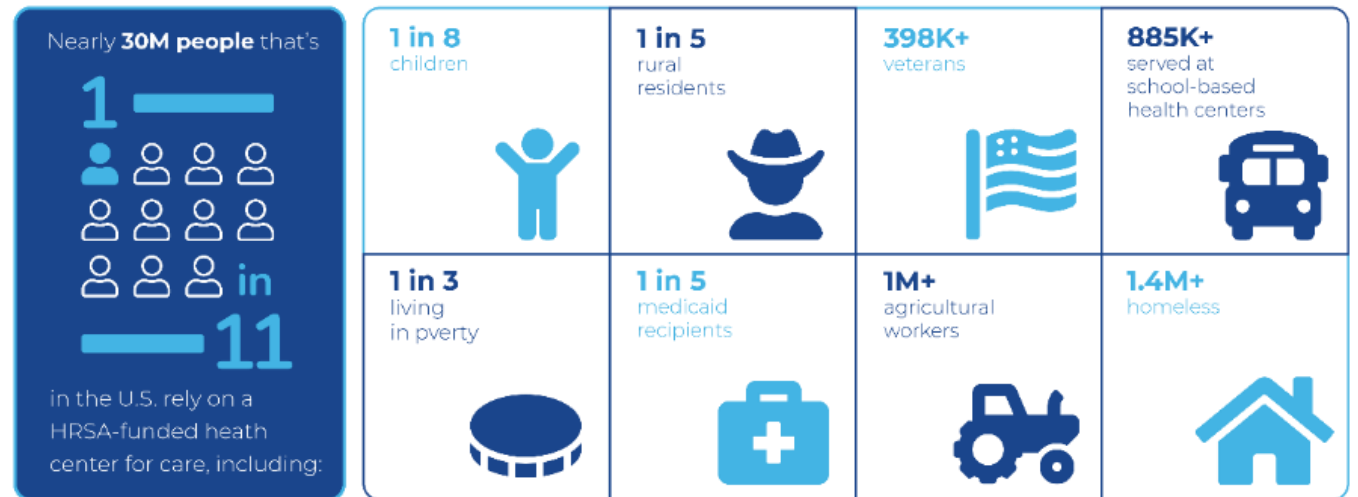 Nearly 30M people that's
1
in
11
in the U.S. rely on a
HRSA-funded heath
center for care, including:
1 in 8
children
1 in 5
rural
residents
398K+
veterans
885K+
served at
school-based
health centers
1 in 3
living
in pverty
1 in 5
medicaid
recipients
1M+
agricultural
workers
1.4M+
homeless